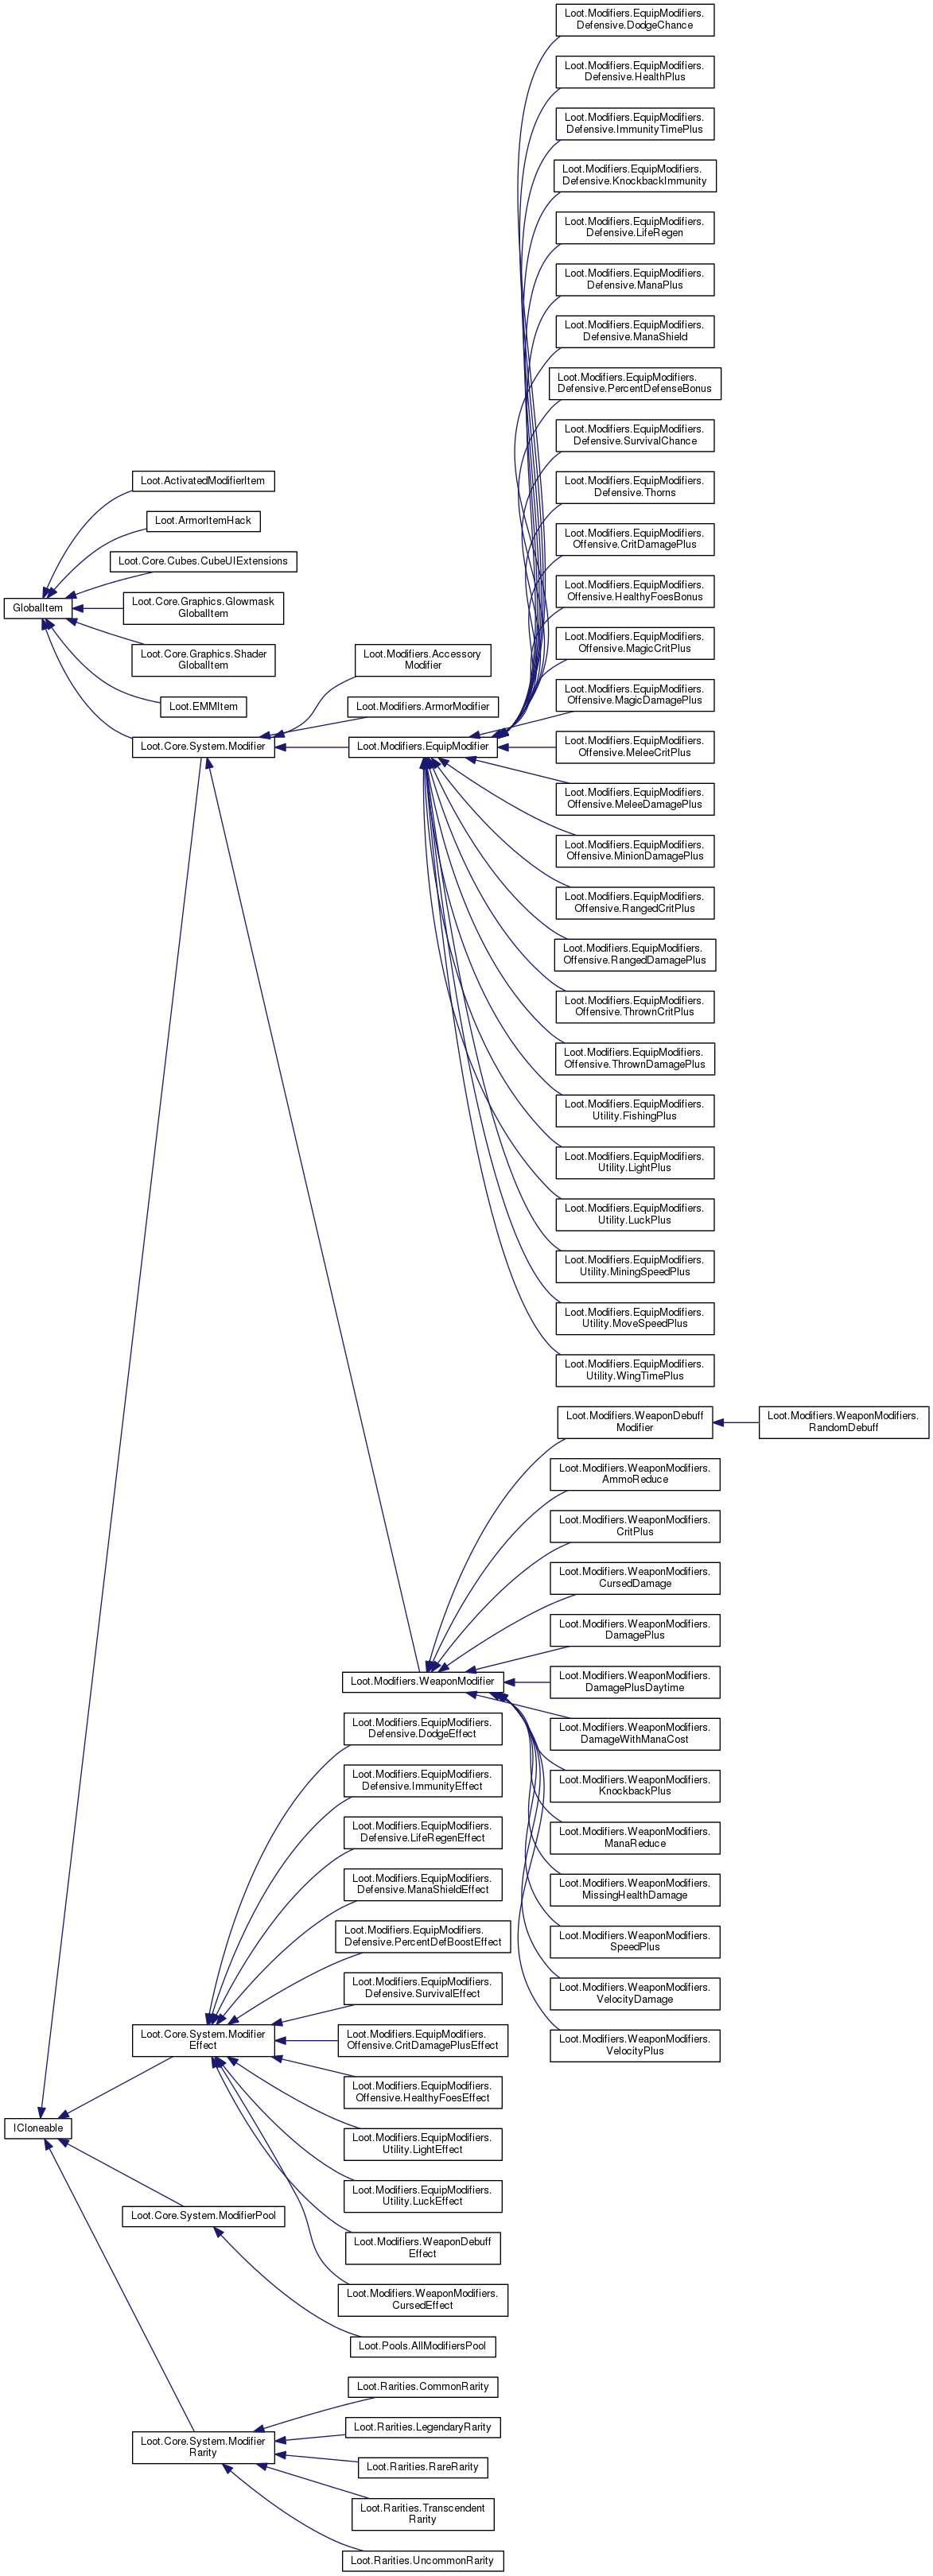 Loot.Modifiers.EquipModifiers.
Defensive.DodgeChance
Loot.Modifiers.EquipModifiers.
Defensive.HealthPlus
Loot.Modifiers.EquipModifiers.
Defensive.ImmunityTimePlus
Loot.Modifiers.EquipModifiers.
Defensive.KnockbackImmunity
Loot.Modifiers.EquipModifiers.
Defensive.LifeRegen
Loot.Modifiers.EquipModifiers.
Defensive.ManaPlus
Loot.Modifiers.EquipModifiers.
Defensive.ManaShield
Loot.Modifiers.EquipModifiers.
Defensive.PercentDefenseBonus
Loot.Modifiers.EquipModifiers.
Defensive.SurvivalChance
Loot.Modifiers.EquipModifiers.
Defensive.Thorns
Loot.Modifiers.EquipModifiers.
Offensive.CritDamagePlus
Loot.Modifiers.EquipModifiers.
Offensive.HealthyFoesBonus
Loot.Modifiers.EquipModifiers.
Offensive.MagicCritPlus
Loot.Modifiers.EquipModifiers.
Offensive.MagicDamagePlus
Loot.Modifiers.EquipModifiers.
Offensive.MeleeCritPlus
Loot.Modifiers.EquipModifiers.
Offensive.MeleeDamagePlus
Loot.Modifiers.EquipModifiers.
Offensive.MinionDamagePlus
Loot.Modifiers.EquipModifiers.
Offensive.RangedCritPlus
Loot.Modifiers.EquipModifiers.
Offensive.RangedDamagePlus
Loot.Modifiers.EquipModifiers.
Offensive.ThrownCritPlus
Loot.Modifiers.EquipModifiers.
Offensive.ThrownDamagePlus
Loot.Modifiers.EquipModifiers.
Utility.FishingPlus
Loot.Modifiers.EquipModifiers.
Utility.LightPlus
Loot.Modifiers.EquipModifiers.
Utility.LuckPlus
Loot.Modifiers.EquipModifiers.
Utility.MiningSpeedPlus
Loot.Modifiers.EquipModifiers.
Utility.MoveSpeedPlus
Loot.Modifiers.EquipModifiers.
Utility.WingTimePlus
Loot.ActivatedModifierItem
Loot.ArmorItemHack
Loot.Core.Cubes.CubeUIExtensions
GlobalItem
Loot.Core.Graphics.Glowmask
GlobalItem
Loot.Core.Graphics.Shader
GlobalItem
Loot.EMMItem
Loot.Core.System.Modifier
Loot.Modifiers.Accessory
Modifier
Loot.Modifiers.ArmorModifier
Loot.Modifiers.EquipModifier
Loot.Modifiers.WeaponDebuff
Modifier
Loot.Modifiers.WeaponModifiers.
RandomDebuff
Loot.Modifiers.WeaponModifiers.
AmmoReduce
Loot.Modifiers.WeaponModifiers.
CritPlus
Loot.Modifiers.WeaponModifiers.
CursedDamage
Loot.Modifiers.WeaponModifiers.
DamagePlus
Loot.Modifiers.WeaponModifier
Loot.Modifiers.WeaponModifiers.
DamagePlusDaytime
Loot.Modifiers.WeaponModifiers.
DamageWithManaCost
Loot.Modifiers.WeaponModifiers.
KnockbackPlus
Loot.Modifiers.WeaponModifiers.
ManaReduce
Loot.Modifiers.WeaponModifiers.
MissingHealthDamage
Loot.Modifiers.WeaponModifiers.
SpeedPlus
Loot.Modifiers.WeaponModifiers.
VelocityDamage
Loot.Modifiers.WeaponModifiers.
VelocityPlus
Loot.Modifiers.EquipModifiers.
Defensive.DodgeEffect
Loot.Modifiers.EquipModifiers.
Defensive.ImmunityEffect
Loot.Modifiers.EquipModifiers.
Defensive.LifeRegenEffect
Loot.Modifiers.EquipModifiers.
Defensive.ManaShieldEffect
Loot.Modifiers.EquipModifiers.
Defensive.PercentDefBoostEffect
Loot.Modifiers.EquipModifiers.
Defensive.SurvivalEffect
Loot.Core.System.Modifier
Effect
Loot.Modifiers.EquipModifiers.
Offensive.CritDamagePlusEffect
Loot.Modifiers.EquipModifiers.
Offensive.HealthyFoesEffect
Loot.Modifiers.EquipModifiers.
Utility.LightEffect
Loot.Modifiers.EquipModifiers.
Utility.LuckEffect
Loot.Modifiers.WeaponDebuff
Effect
Loot.Modifiers.WeaponModifiers.
CursedEffect
ICloneable
Loot.Core.System.ModifierPool
Loot.Pools.AllModifiersPool
Loot.Rarities.CommonRarity
Loot.Rarities.LegendaryRarity
Loot.Core.System.Modifier
Rarity
Loot.Rarities.RareRarity
Loot.Rarities.Transcendent
Rarity
Loot.Rarities.UncommonRarity